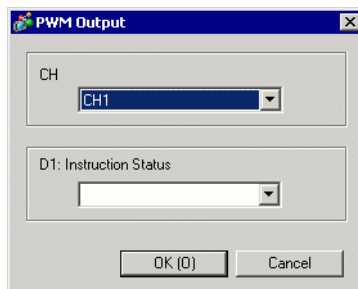 PWM Output
CH
CH1
D1: Instruction Status
OK (O)
Cancel